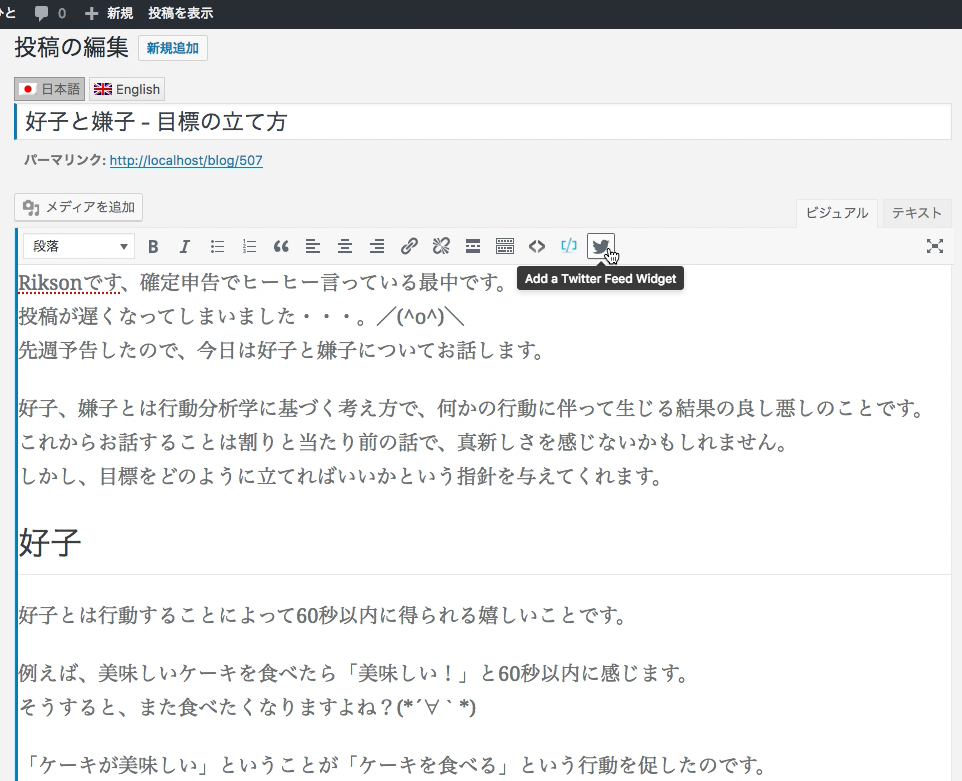 ひと 0 新規 投稿を表示
投稿の編集 新規追加
日本語 English
好子と嫌子 – 目標の立て方
パーマリンク: http://localhost/blog/507
メディアを追加
ビジュアル テキスト
段落 B I
Add a Twitter Feed Widget
Riksonです、確定申告でヒーヒー言っている最中です。
投稿が遅くなってしまいました・・・。／(^o^)＼
先週予告したので、今日は好子と嫌子についてお話します。
好子、嫌子とは行動分析学に基づく考え方で、何かの行動に伴って生じる結果の良し悪しのことです。
これからお話することは割りと当たり前の話で、真新しさを感じないかもしれません。
しかし、目標をどのように立てればいいかという指針を与えてくれます。
好子
好子とは行動することによって60秒以内に得られる嬉しいことです。
例えば、美味しいケーキを食べたら「美味しい！」と60秒以内に感じます。
そうすると、また食べたくなりますよね？(*´∀｀*)
「ケーキが美味しい」ということが「ケーキを食べる」という行動を促したのです。